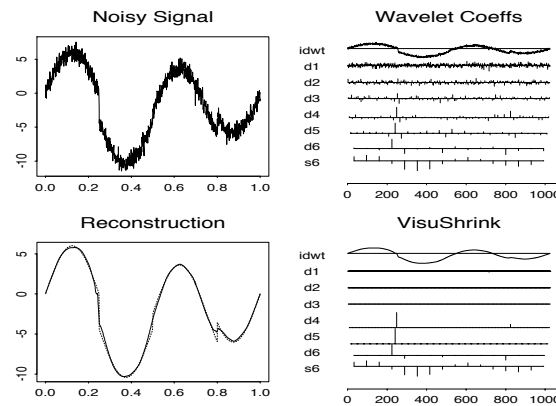 Noisy Signal
5
0
-5
-10
0.0 0.2 0.4 0.6 0.8 1.0
Wavelet Coeffs
idwt
d1
d2
d3
d4
d5
d6
s6
0 200 400 600 800 1000
Reconstruction
5
0
-5
-10
0.0 0.2 0.4 0.6 0.8 1.0
VisuShrink
idwt
d1
d2
d3
d4
d5
d6
s6
0 200 400 600 800 1000